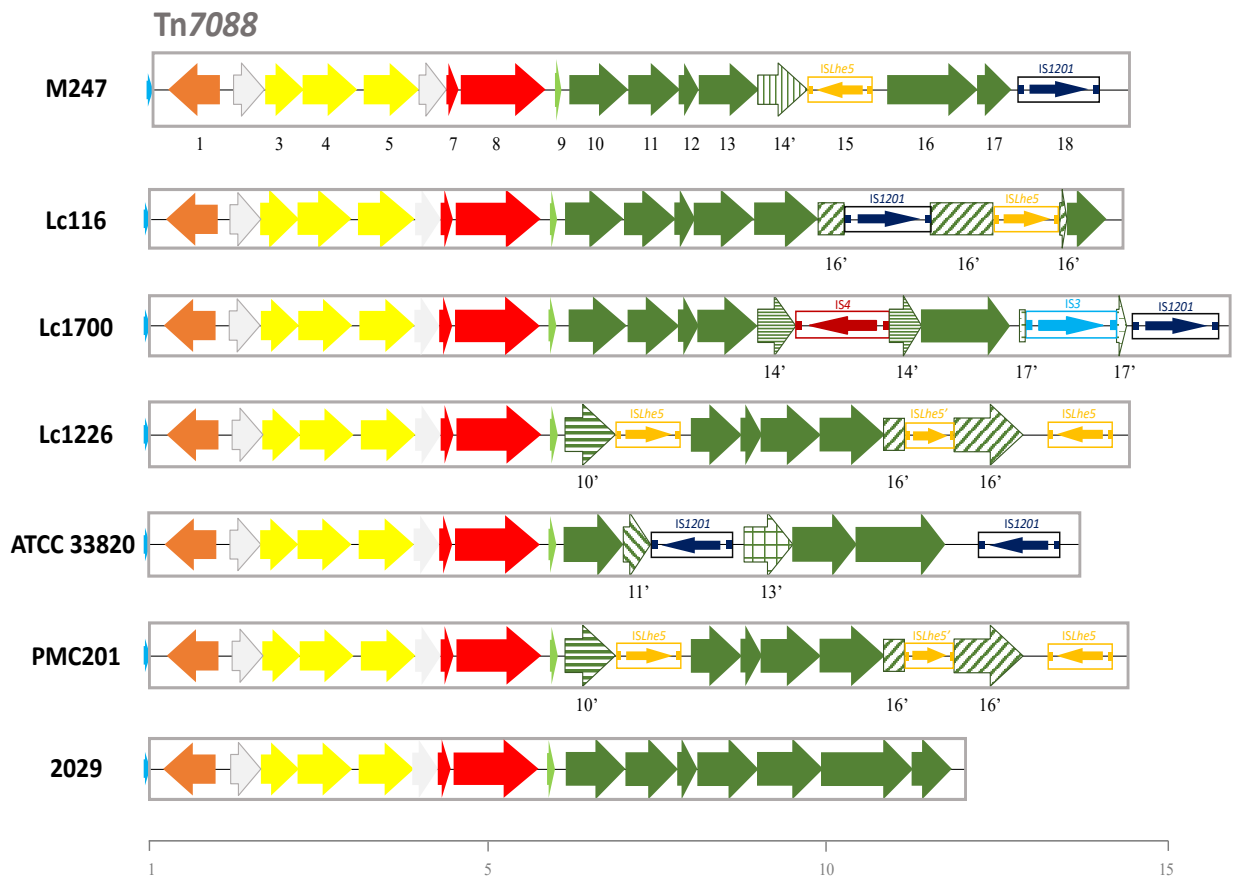 Tn7088
M247
ISLhe5
IS1201
1 3 4 5 7 8 9 10 11 12 13 14’ 15 16 17 18
Lc116
IS1201
ISLhe5
16’ 16’ 16’
Lc1700
IS4
IS3
IS1201
14’ 14’ 17’ 17’
Lc1226
ISLhe5
ISLhe5’
ISLhe5
10’ 16’ 16’
ATCC 33820
IS1201
IS1201
11’ 13’
PMC201
ISLhe5
ISLhe5’
ISLhe5
10’ 16’ 16’
2029
1 5 10 15